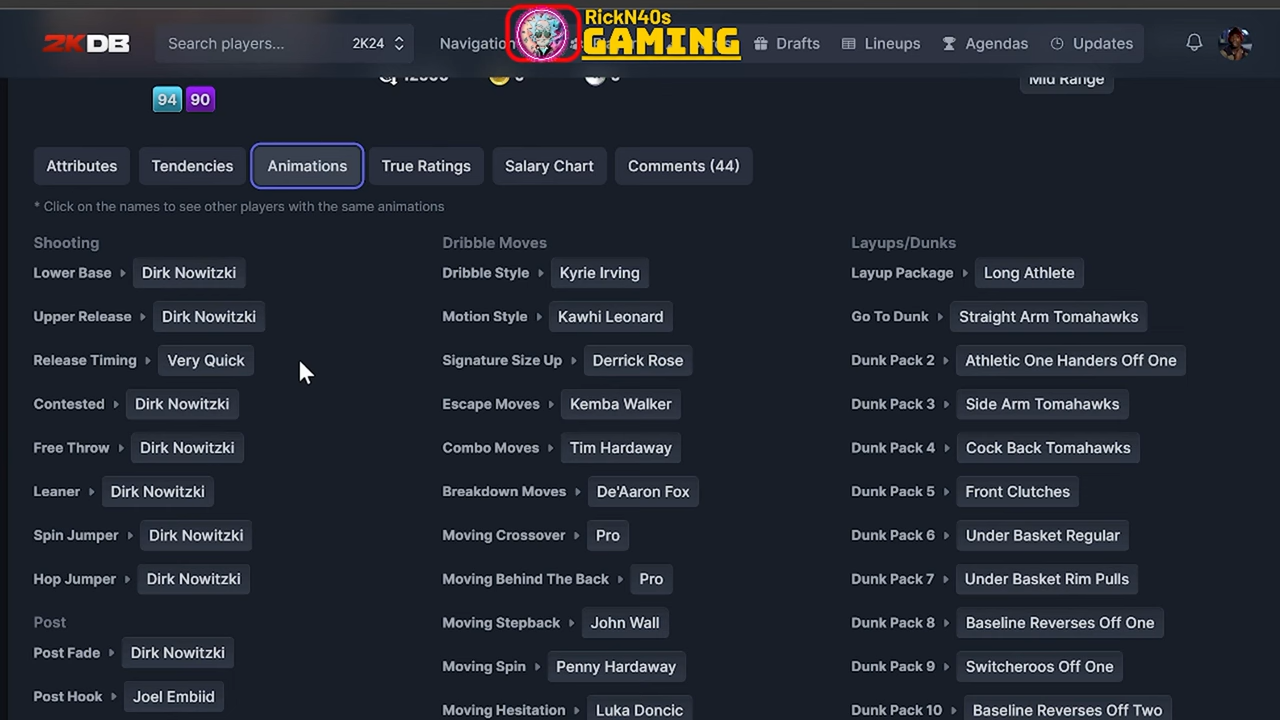 RickN40s
2KDB Search players... 2K24 Navigation GAMING Drafts Lineups Agendas Updates
Mid Range
94 90
Attributes Tendencies Animations True Ratings Salary Chart Comments (44)
* Click on the names to see other players with the same animations
Shooting
Lower Base Dirk Nowitzki
Upper Release Dirk Nowitzki
Release Timing Very Quick
Contested Dirk Nowitzki
Free Throw Dirk Nowitzki
Leaner Dirk Nowitzki
Spin Jumper Dirk Nowitzki
Hop Jumper Dirk Nowitzki
Post
Post Fade Dirk Nowitzki
Post Hook Joel Embiid
Dribble Moves
Dribble Style Kyrie Irving
Motion Style Kawhi Leonard
Signature Size Up Derrick Rose
Escape Moves Kemba Walker
Combo Moves Tim Hardaway
Breakdown Moves De'Aaron Fox
Moving Crossover Pro
Moving Behind The Back Pro
Moving Stepback John Wall
Moving Spin Penny Hardaway
Moving Hesitation Luka Doncic
Layups/Dunks
Layup Package Long Athlete
Go To Dunk Straight Arm Tomahawks
Dunk Pack 2 Athletic One Handers Off One
Dunk Pack 3 Side Arm Tomahawks
Dunk Pack 4 Cock Back Tomahawks
Dunk Pack 5 Front Clutches
Dunk Pack 6 Under Basket Regular
Dunk Pack 7 Under Basket Rim Pulls
Dunk Pack 8 Baseline Reverses Off One
Dunk Pack 9 Switcheroos Off One
Dunk Pack 10 Baseline Reverses Off Two